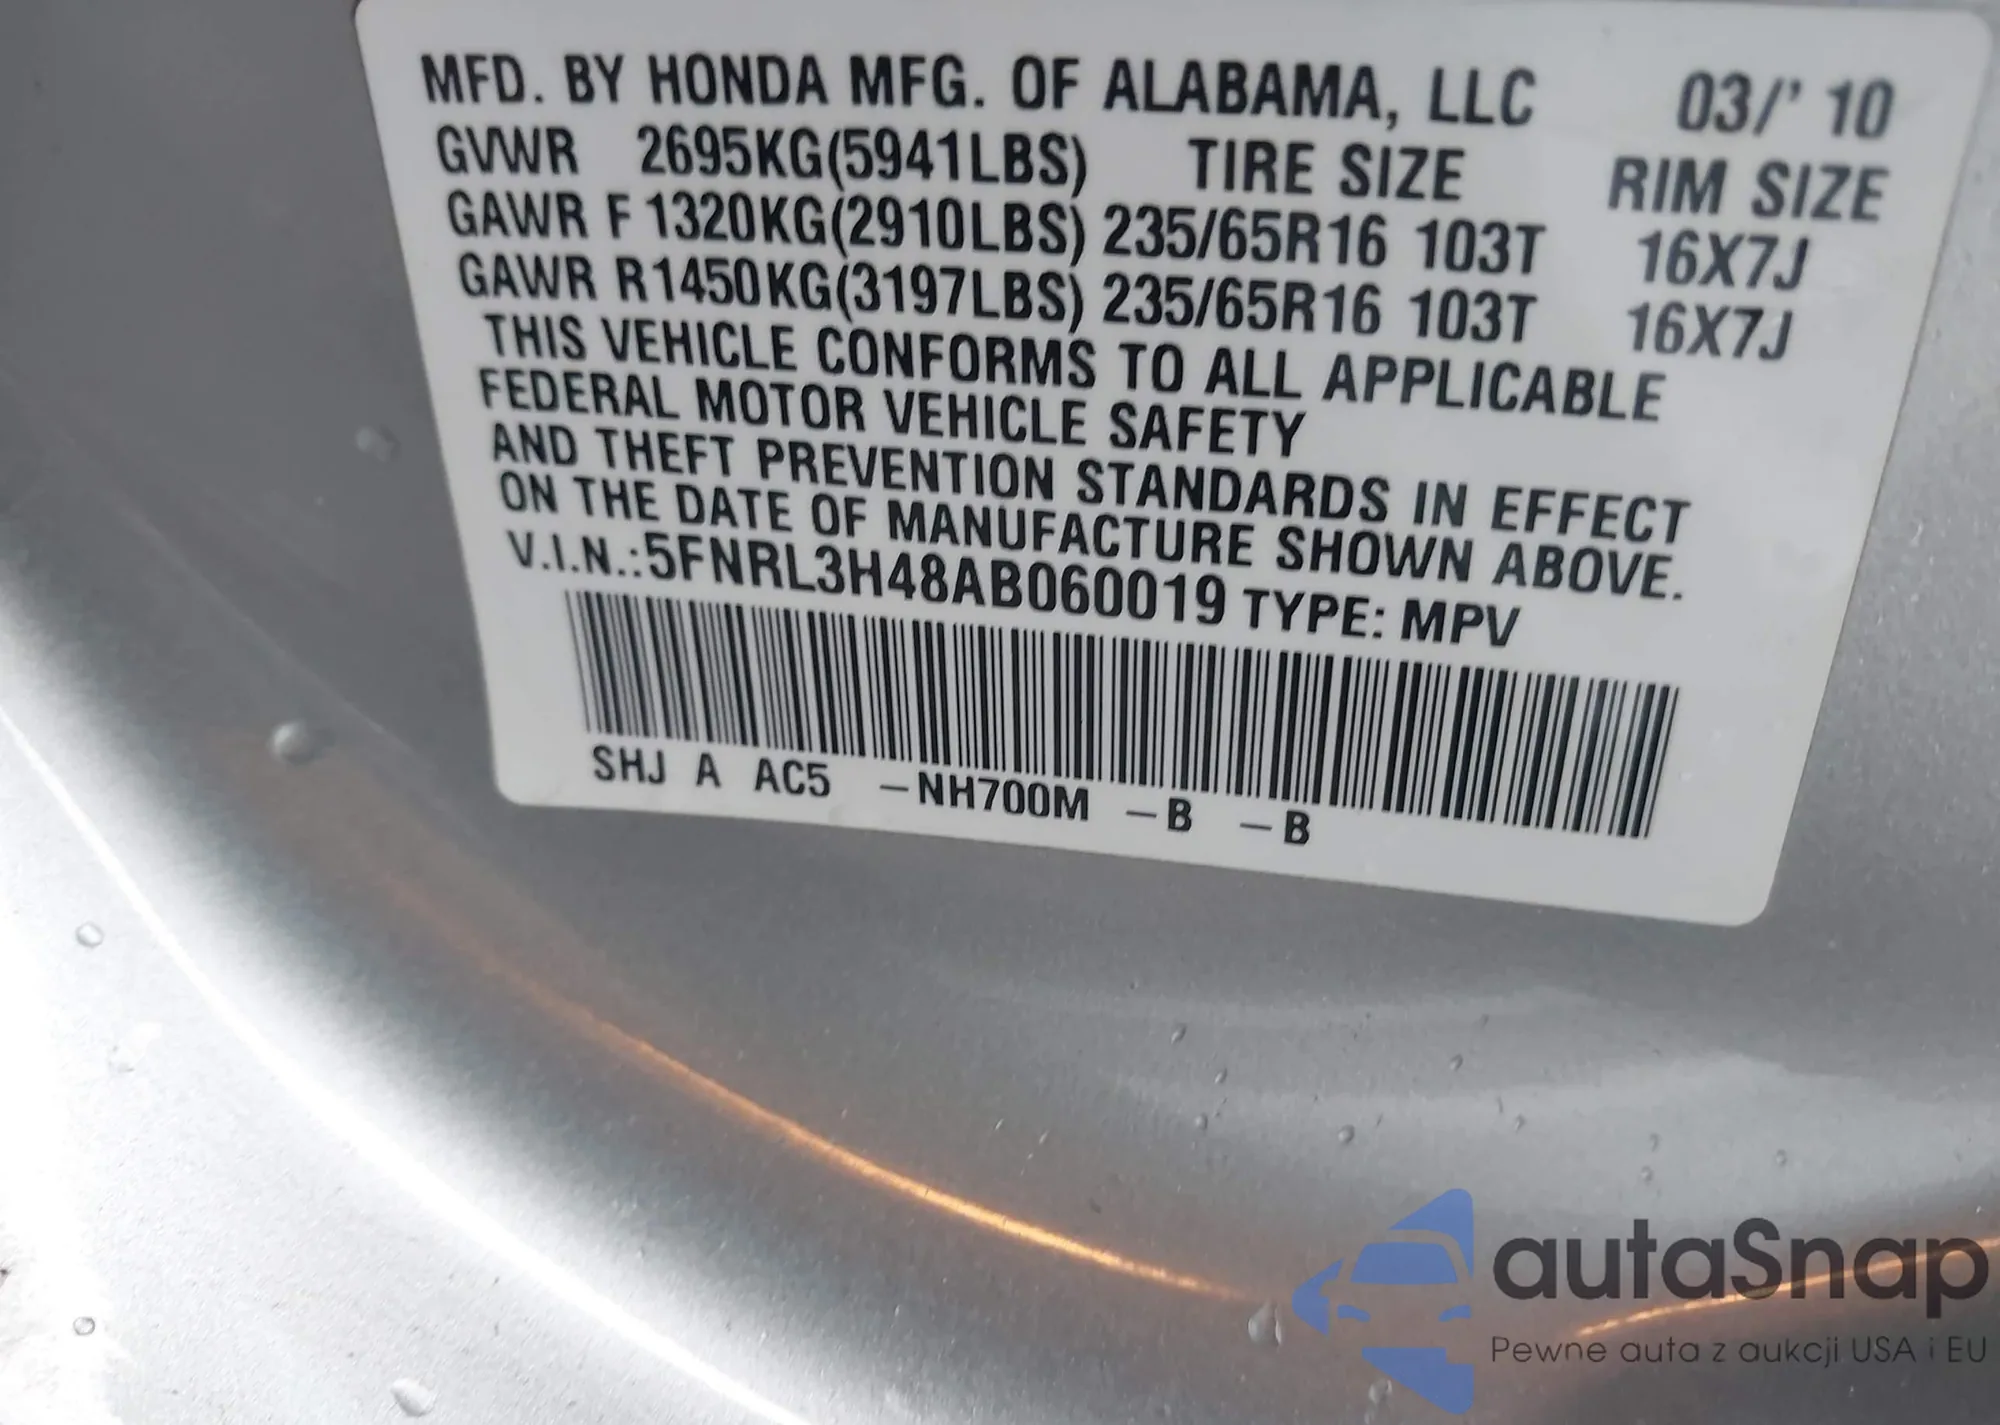 MFD. BY HONDA MFG. OF ALABAMA, LLC 03/' 10
GVWR 2695KG(5941LBS) TIRE SIZE RIM SIZE
GAWR F 1320KG(2910LBS) 235/65R16 103T 16X7J
GAWR R1450KG(3197LBS) 235/65R16 103T 16X7J
THIS VEHICLE CONFORMS TO ALL APPLICABLE
FEDERAL MOTOR VEHICLE SAFETY
AND THEFT PREVENTION STANDARDS IN EFFECT
ON THE DATE OF MANUFACTURE SHOWN ABOVE.
V.I.N.:5FNRL3H48AB060019 TYPE: MPV
SHJ A AC5 -NH700M -B -B
autaSnap
Pewne auta z aukcji USA i EU